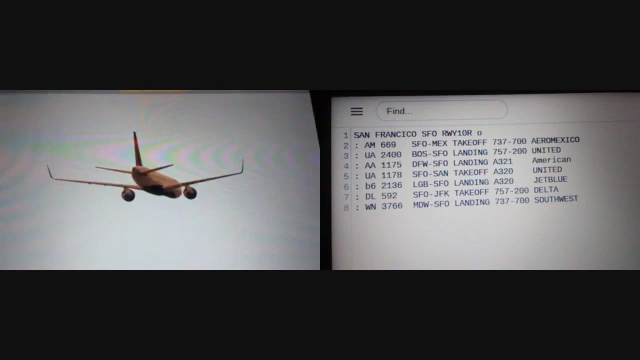 Find...
1 SAN FRANCICO SFO RWY10R o
2 : AM 669 SFO-MEX TAKEOFF 737-700 AEROMEXICO
3 : UA 2400 BOS-SFO LANDING 757-200 UNITED
4 : AA 1175 DFW-SFO LANDING A321 American
5 : UA 1178 SFO-SAN TAKEOFF A320 UNITED
6 : b6 2136 LGB-SFO LANDING A320 JETBLUE
7 : DL 592 SFO-JFK TAKEOFF 757-200 DELTA
8 : WN 3766 MDW-SFO LANDING 737-700 SOUTHWEST